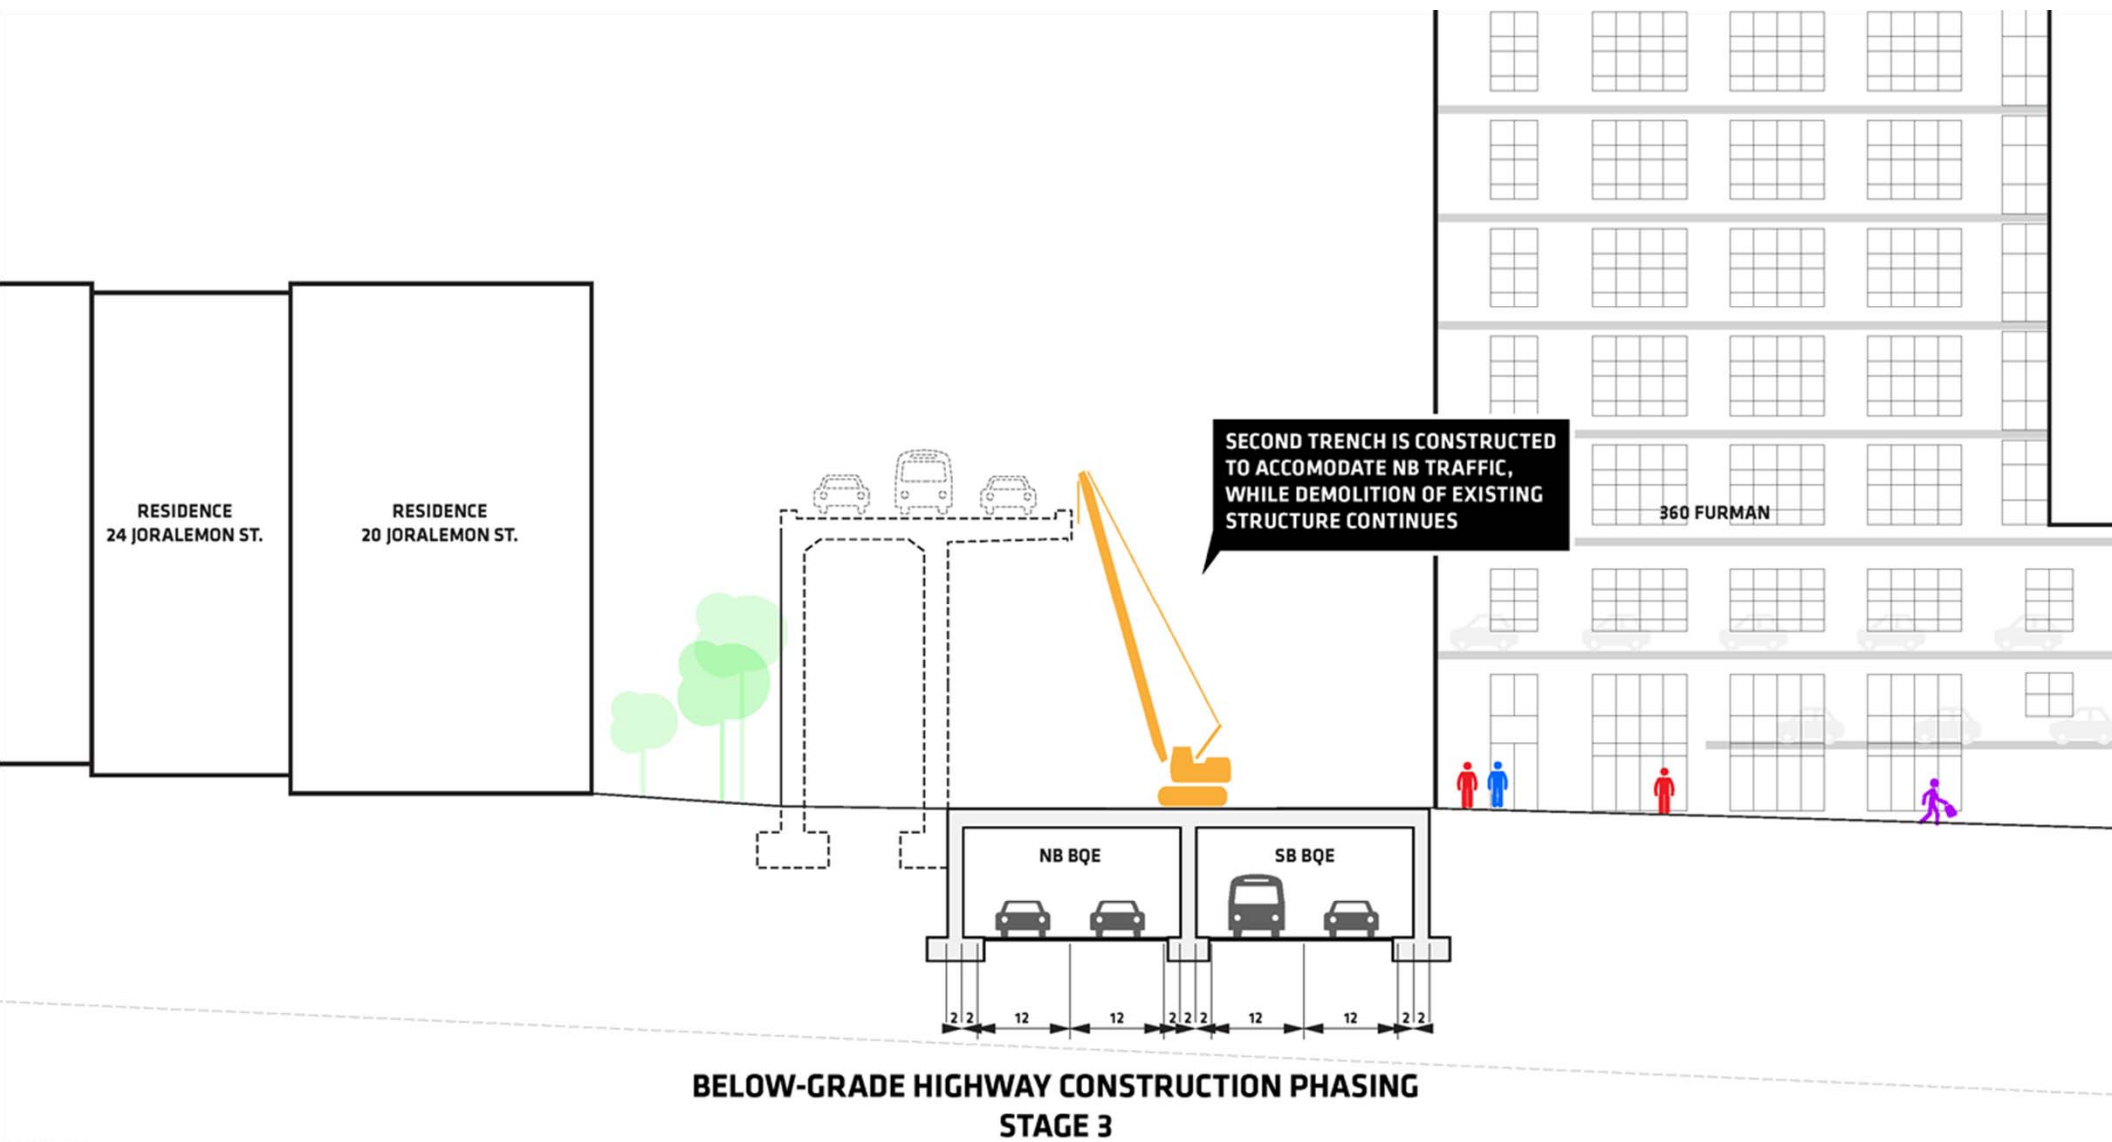 SECOND TRENCH IS CONSTRUCTED
TO ACCOMODATE NB TRAFFIC,
WHILE DEMOLITION OF EXISTING
STRUCTURE CONTINUES
RESIDENCE
24 JORALEMON ST.
RESIDENCE
20 JORALEMON ST.
360 FURMAN
NB BQE
SB BQE
2 2 12 12 2 2 2 12 12 2 2
BELOW-GRADE HIGHWAY CONSTRUCTION PHASING
STAGE 3